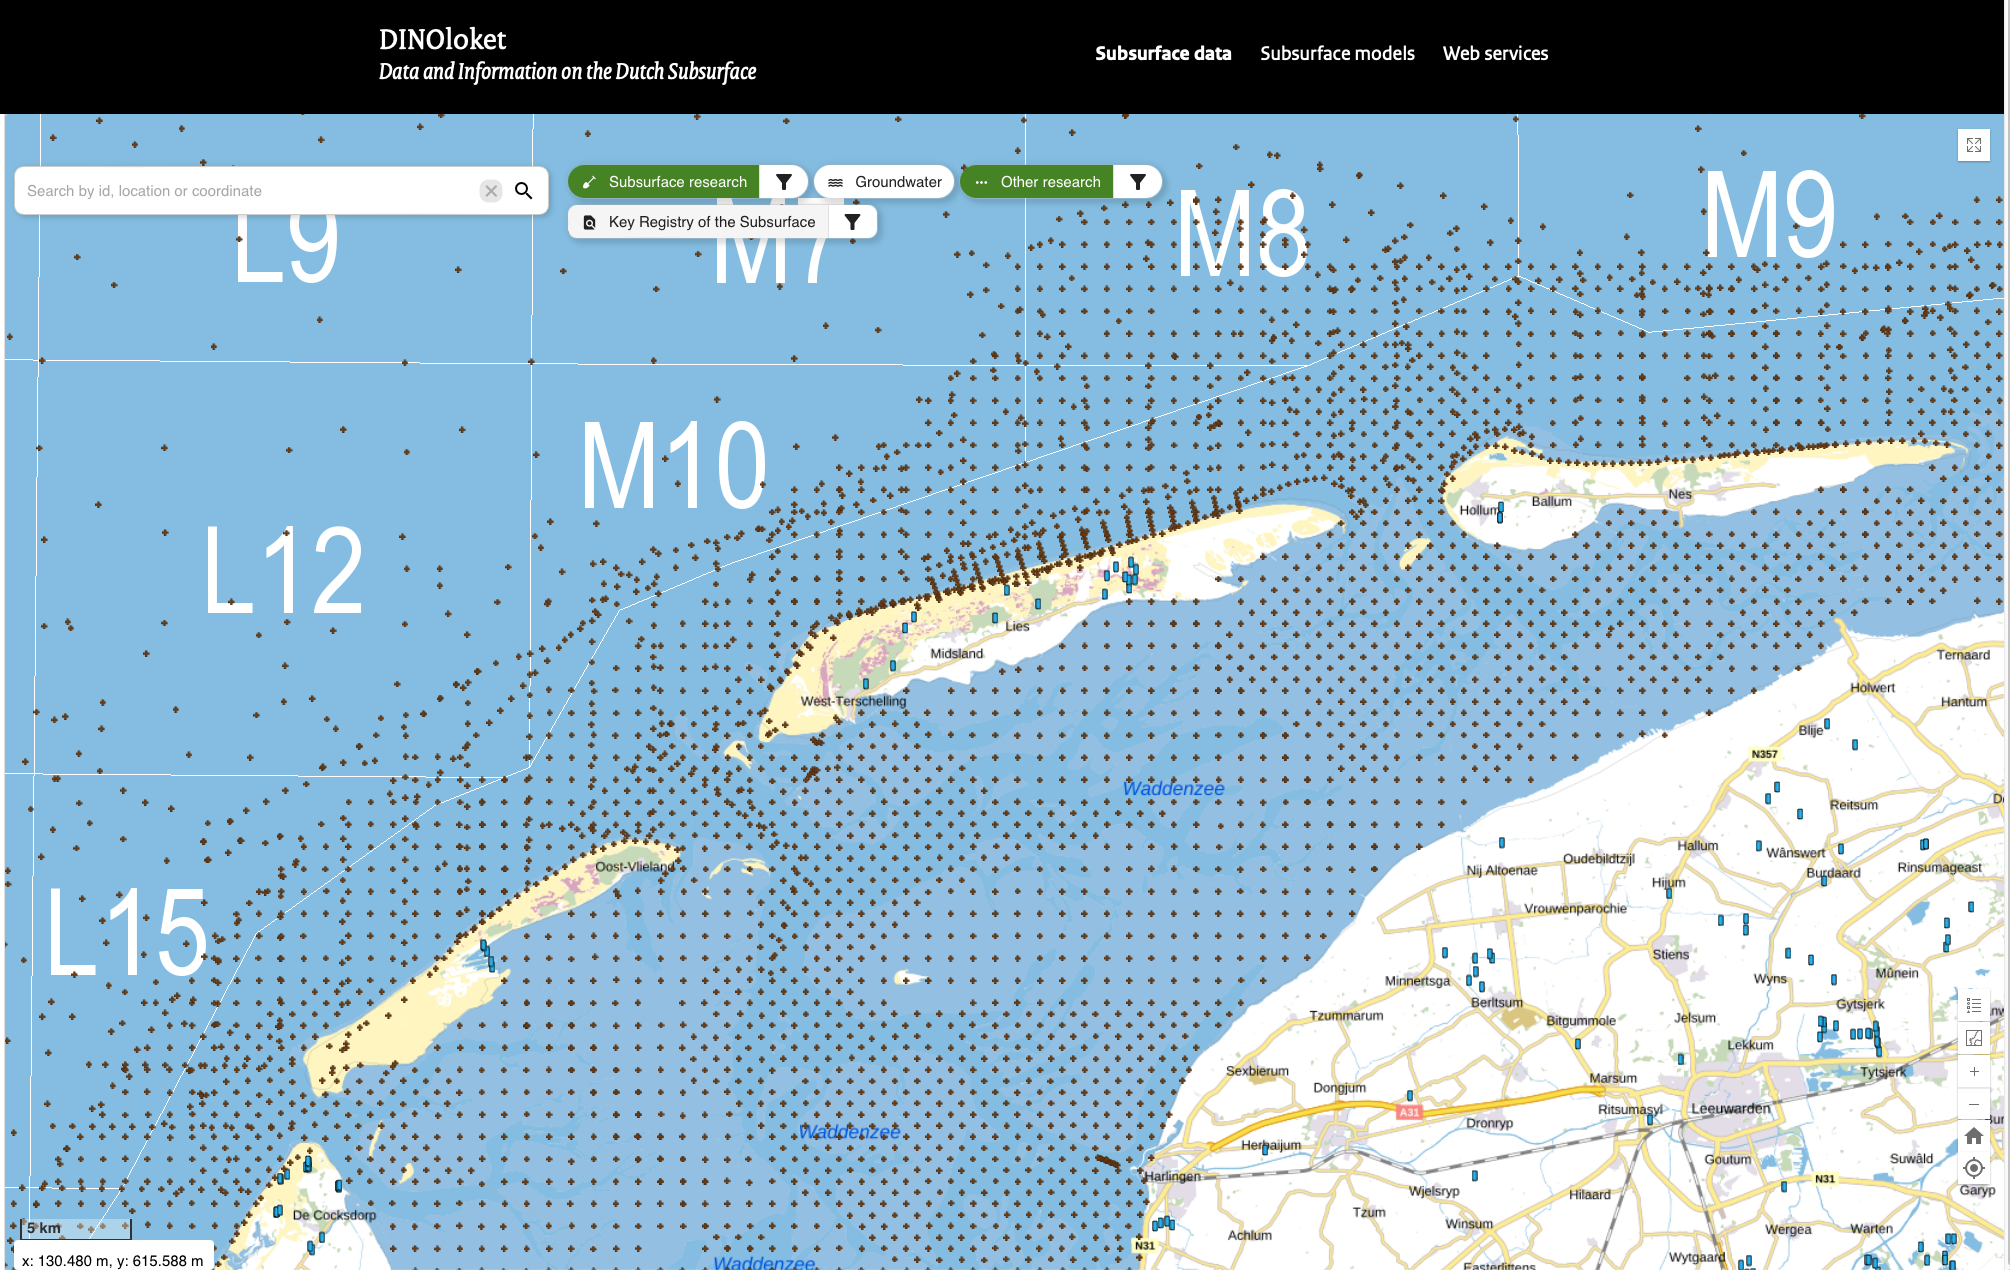 DINOloket
Data and Information on the Dutch Subsurface
Subsurface data
Subsurface models
Web services
Search by id, location or coordinate
Subsurface research
Groundwater
Other research
Key Registry of the Subsurface
L9
M7
M8
M9
M10
L12
L15
Hollum
Ballum
Nes
Lies
Midsland
West-Terschelling
Ternaard
Holwert
Hantum
Blije
N357
Waddenzee
Reitsum
Oost-Vlieland
Hallum
Wânswert
Oudebildtzijl
Nij Altoenae
Burdaard
Rinsumageast
Hijum
Vrouwenparochie
Stiens
Minnertsga
Wyns
Mûnein
Berltsum
Gytsjerk
Tzummarum
Bitgummole
Jelsum
Lekkum
Sexbierum
Tytsjerk
Dongjum
Marsum
A31
Ritsumasyl
Leeuwarden
Dronryp
Waddenzee
Herbaijum
Goutum
Suwâld
Harlingen
N31
Wjelsryp
Hilaard
Garyp
De Cocksdorp
Tzum
Winsum
Wergea
Warten
5 km
Achlum
N31
Wytgaard
x: 130.480 m, y: 615.588 m
Waddenzee
Easterlittens